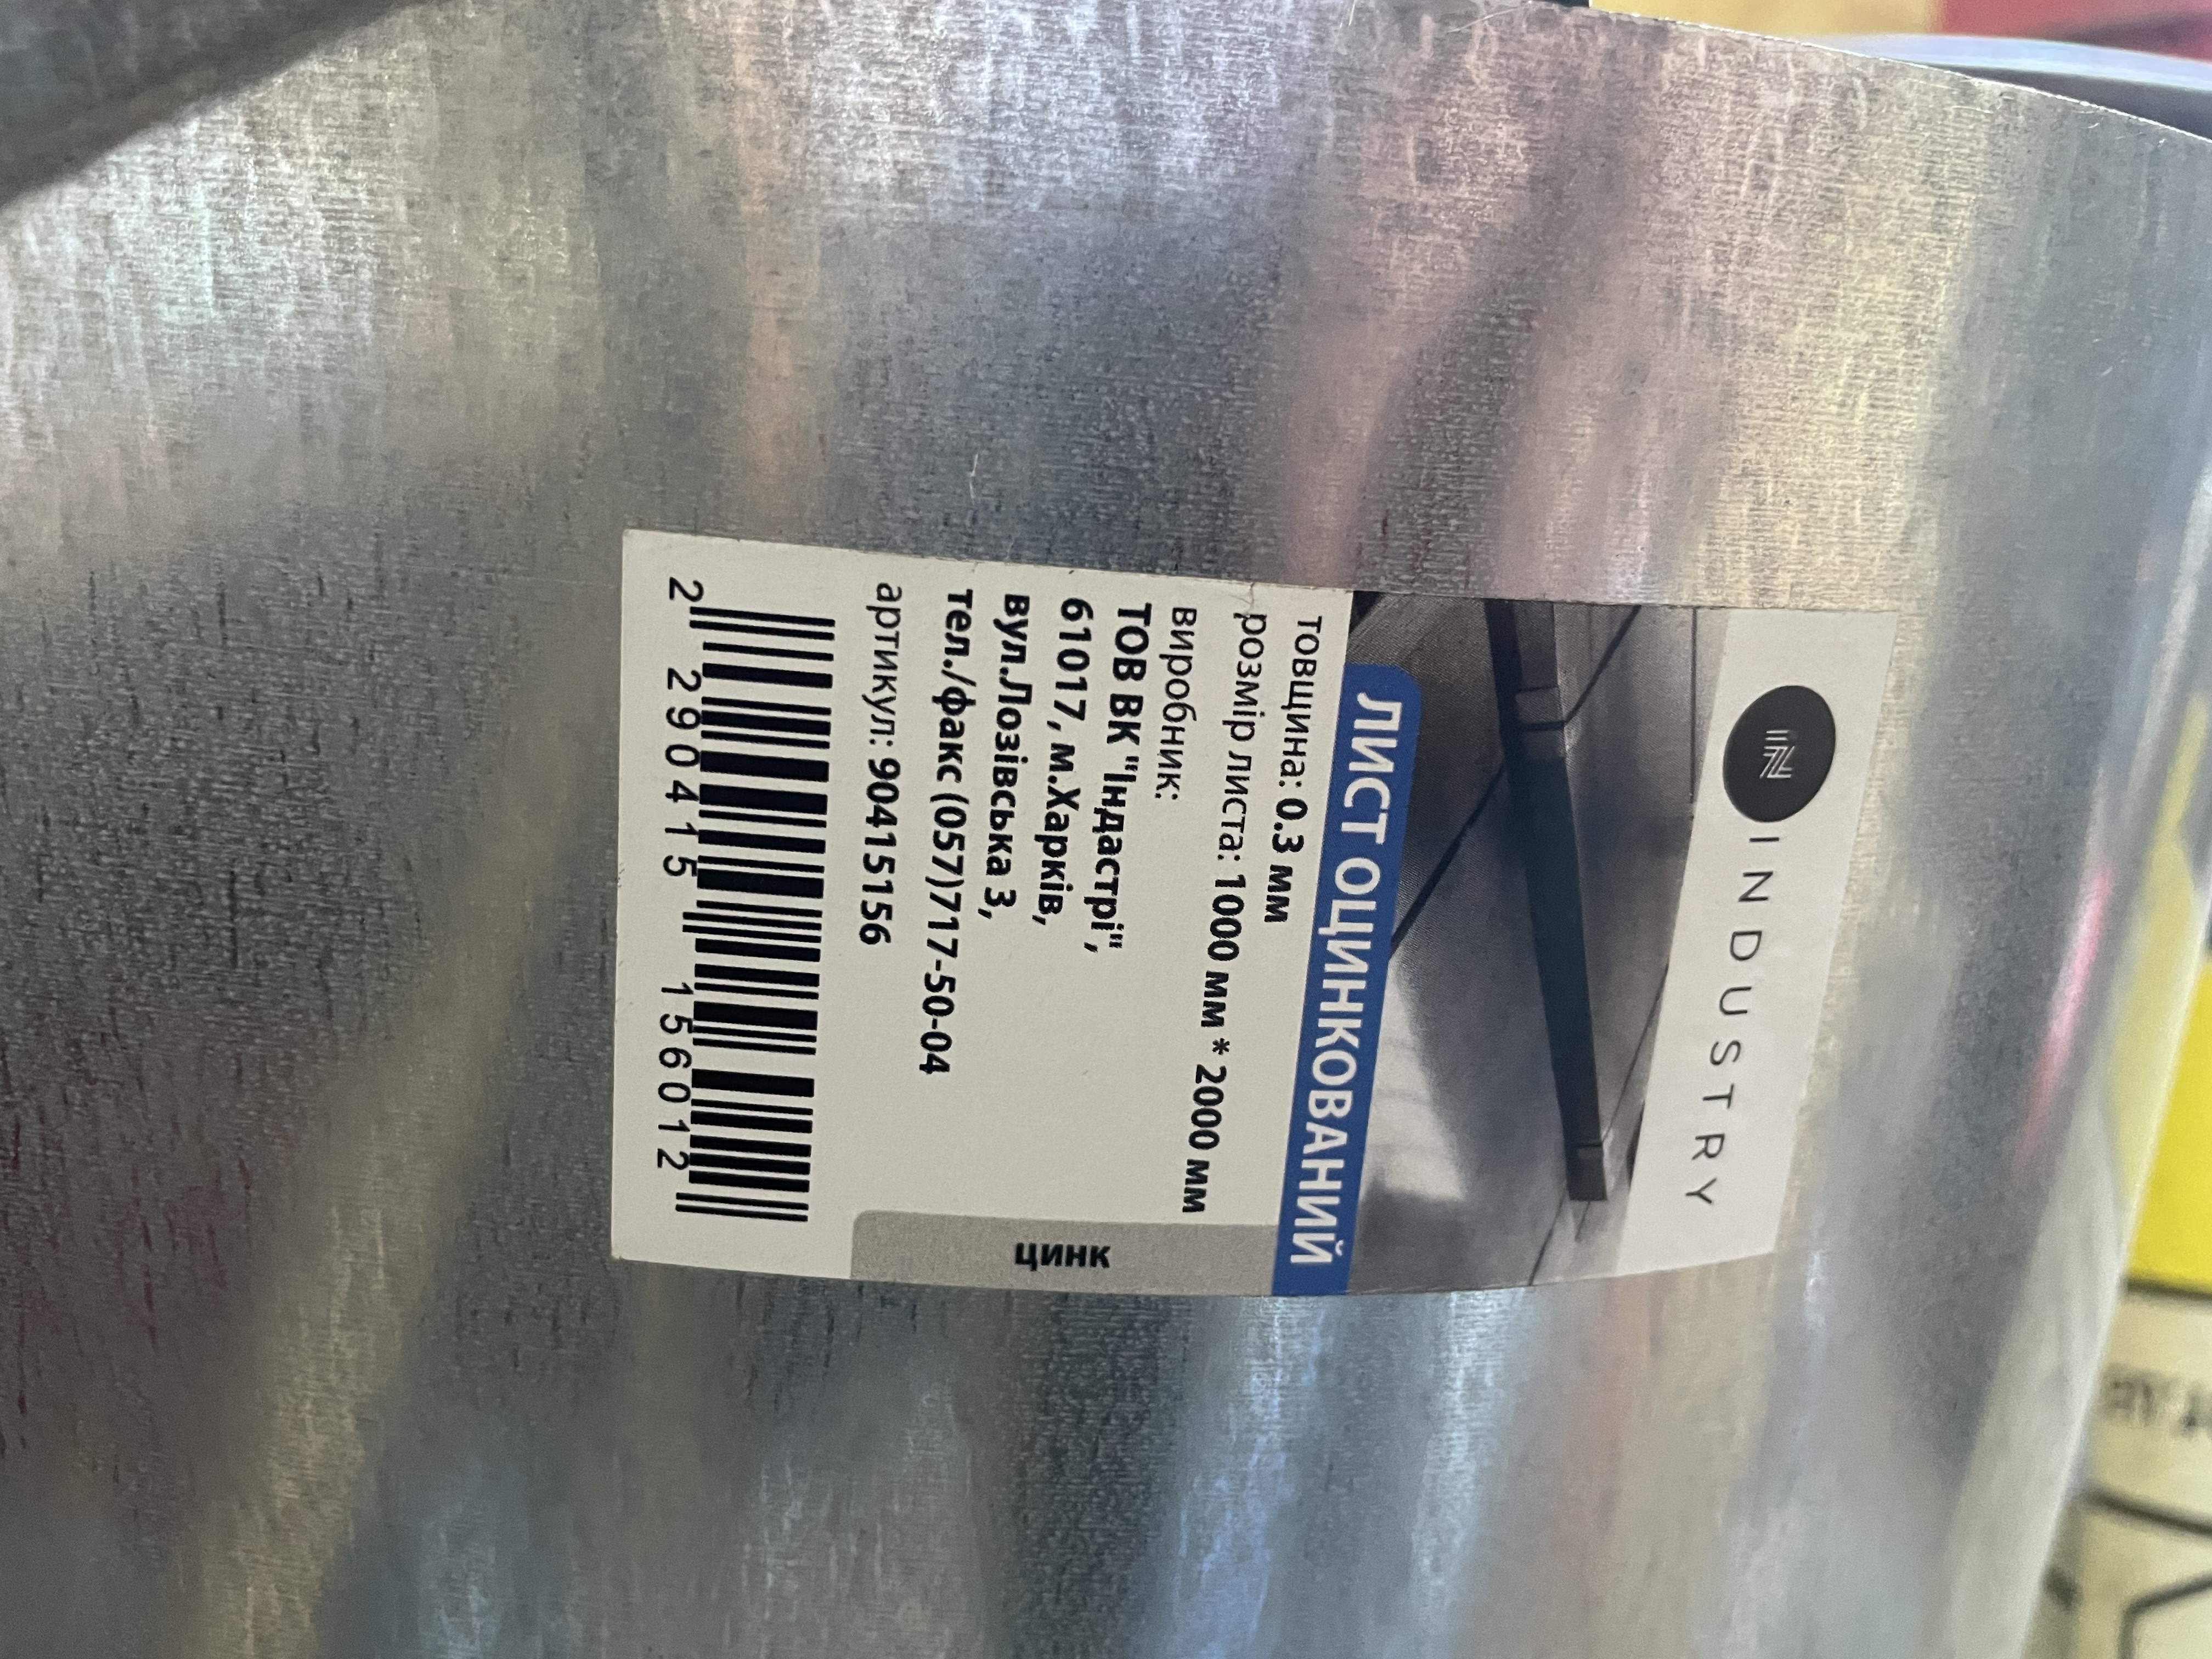 INDUSTRY
ЛИСТ ОЦИНКОВАНИЙ
товщина: 0.3 мм
розмір листа: 1000 мм * 2000 мм
виробник:
ТОВ ВК "Індастрі",
61017, м.Харків,
вул.Лозівська 3,
тел./факс (057)717-50-04
артикул: 90415156
2 290415 156012
цинк